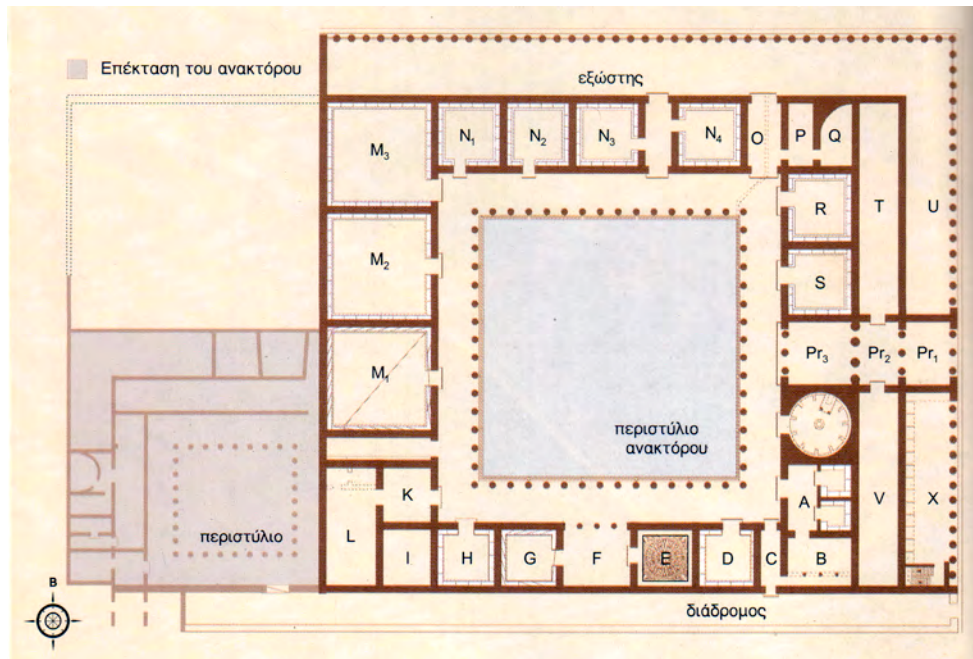 Επέκταση του ανακτόρου
εξώστης
M₃
N₁
N₂
N₃
N₄
O
P
Q
M₂
R
T
U
S
M₁
Pr₃
Pr₂
Pr₁
περιστύλιο
ανακτόρου
K
A
V
X
περιστύλιο
L
I
H
G
F
E
D
C
B
B
διάδρομος